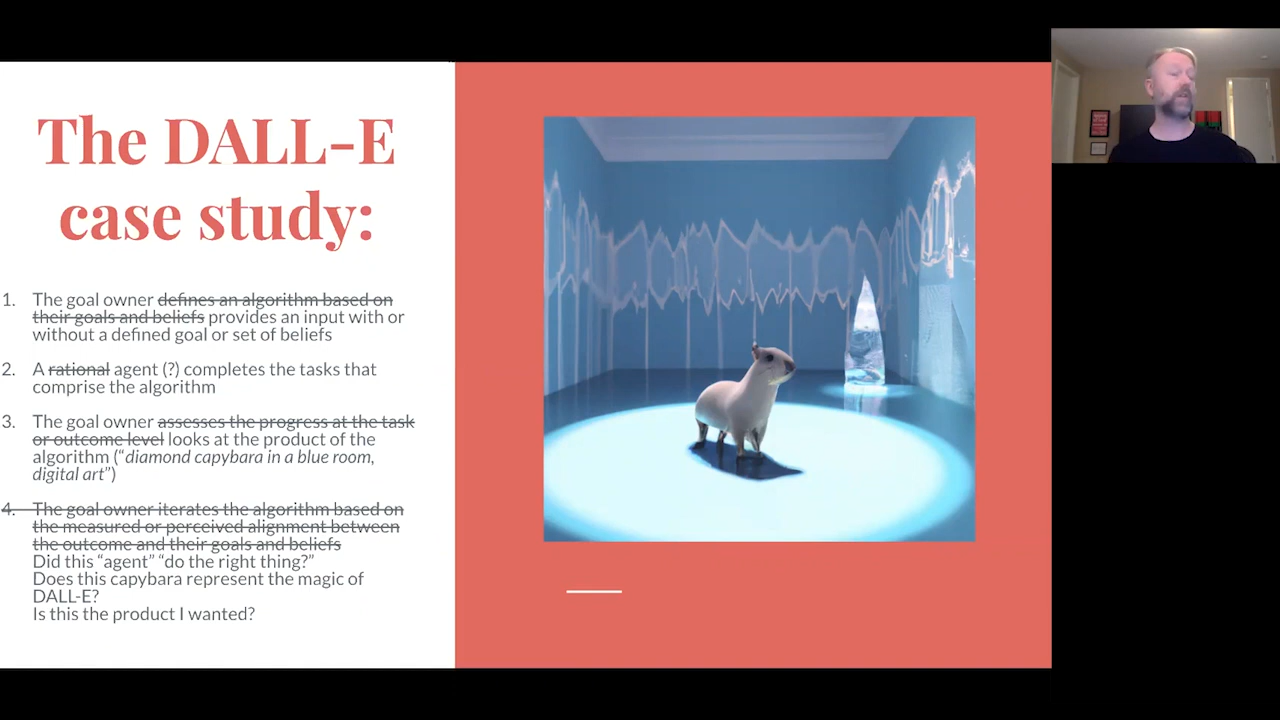 The DALL-E
case study:
1. The goal owner defines an algorithm based on
their goals and beliefs provides an input with or
without a defined goal or set of beliefs
2. A rational agent (?) completes the tasks that
comprise the algorithm
3. The goal owner assesses the progress at the task
or outcome level looks at the product of the
algorithm (“diamond capybara in a blue room,
digital art”)
4. The goal owner iterates the algorithm based on
the measured or perceived alignment between
the outcome and their goals and beliefs
Did this “agent” “do the right thing?”
Does this capybara represent the magic of
DALL-E?
Is this the product I wanted?